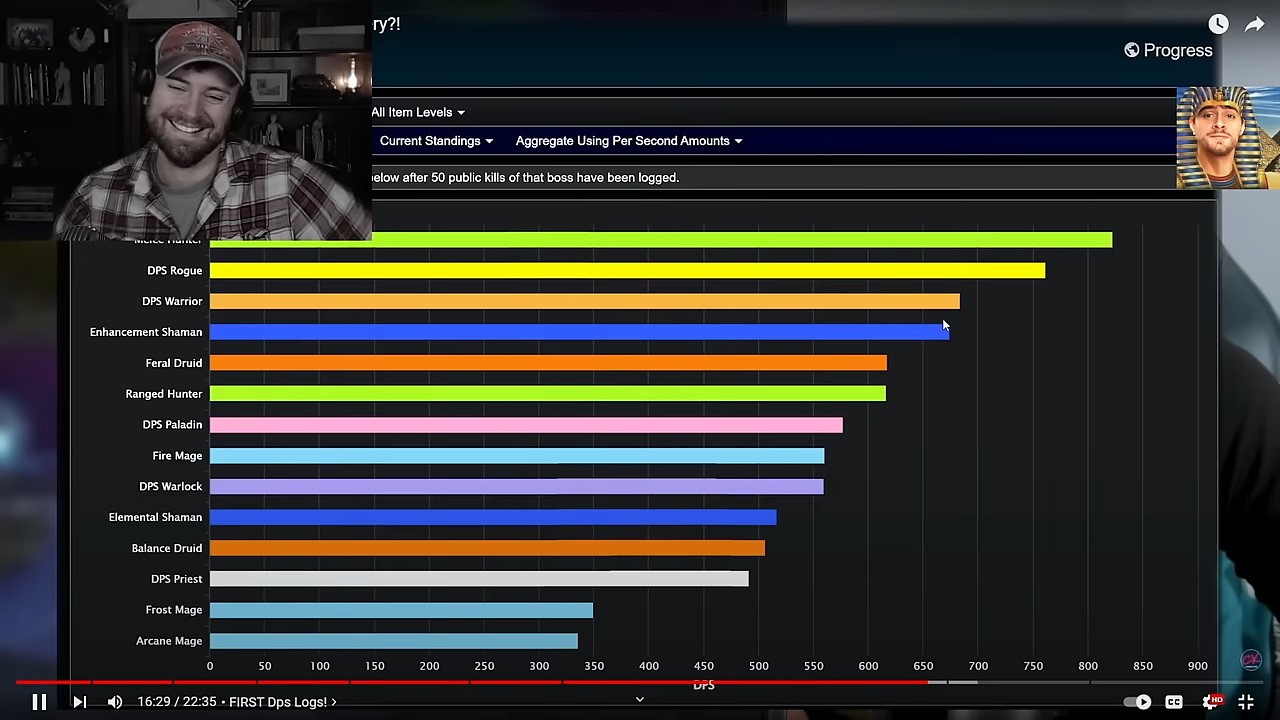 ry?!
Progress
All Item Levels
Current Standings
Aggregate Using Per Second Amounts
elow after 50 public kills of that boss have been logged.
Melee Hunter
DPS Rogue
DPS Warrior
Enhancement Shaman
Feral Druid
Ranged Hunter
DPS Paladin
Fire Mage
DPS Warlock
Elemental Shaman
Balance Druid
DPS Priest
Frost Mage
Arcane Mage
0 50 100 150 200 250 300 350 400 450 500 550 600 650 700 750 800 850 900
DPS
16:29 / 22:35 • FIRST Dps Logs! >
CC
HD